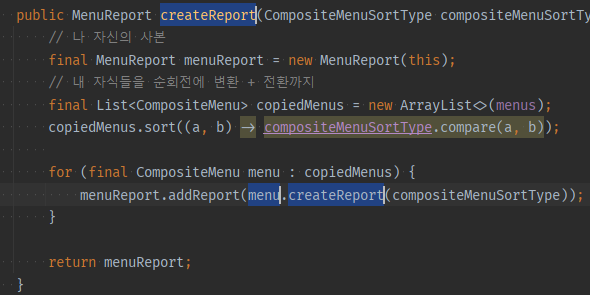 public MenuReport createReport(CompositeMenuSortType compositeMenuSortTy
// 나 자신의 사본
final MenuReport menuReport = new MenuReport(this);
// 내 자식들을 순회전에 변환 + 전환까지
final List<CompositeMenu> copiedMenus = new ArrayList<>(menus);
copiedMenus.sort((a, b) -> compositeMenuSortType.compare(a, b));
for (final CompositeMenu menu : copiedMenus) {
menuReport.addReport(menu.createReport(compositeMenuSortType));
}
return menuReport;
}